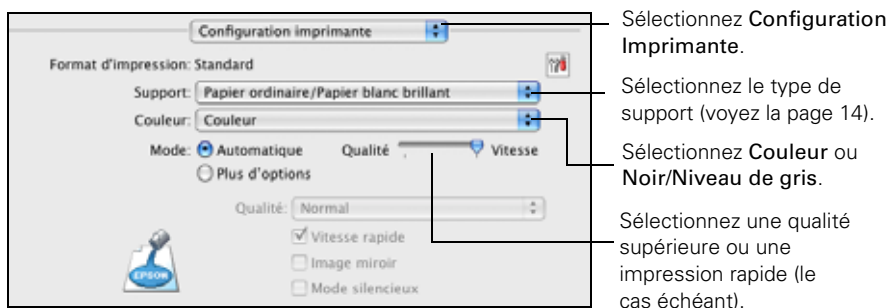 Configuration imprimante
Format d'impression: Standard
Support: Papier ordinaire/Papier blanc brillant
Couleur: Couleur
Mode: Automatique Qualité Vitesse
Plus d'options
Qualité: Normal
Vitesse rapide
Image miroir
Mode silencieux
EPSON
Sélectionnez Configuration
Imprimante.
Sélectionnez le type de
support (voyez la page 14).
Sélectionnez Couleur ou
Noir/Niveau de gris.
Sélectionnez une qualité
supérieure ou une
impression rapide (le
cas échéant).